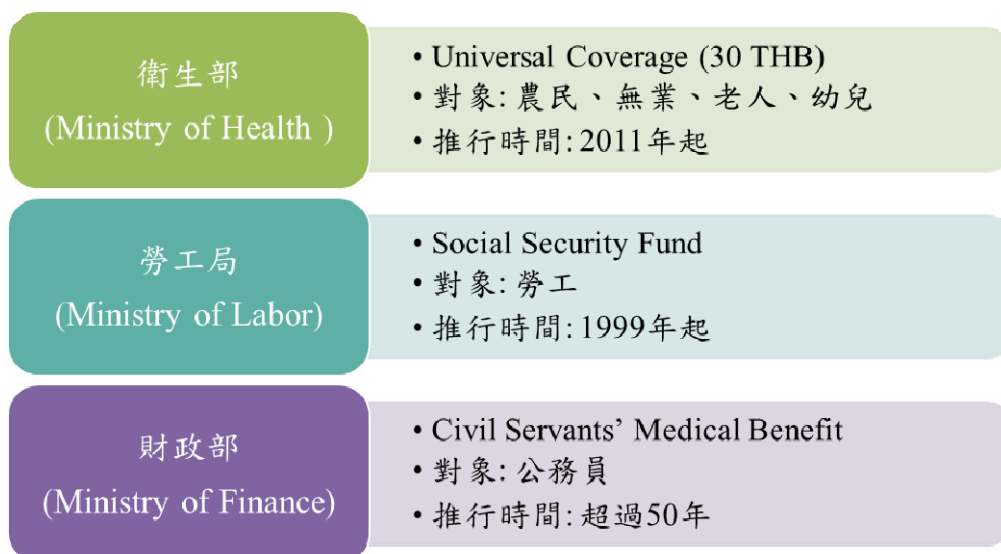 衛生部
(Ministry of Health )
• Universal Coverage (30 THB)
• 對象: 農民、無業、老人、幼兒
• 推行時間: 2011年起
勞工局
(Ministry of Labor)
• Social Security Fund
• 對象: 勞工
• 推行時間: 1999年起
財政部
(Ministry of Finance)
• Civil Servants’ Medical Benefit
• 對象: 公務員
• 推行時間: 超過50年